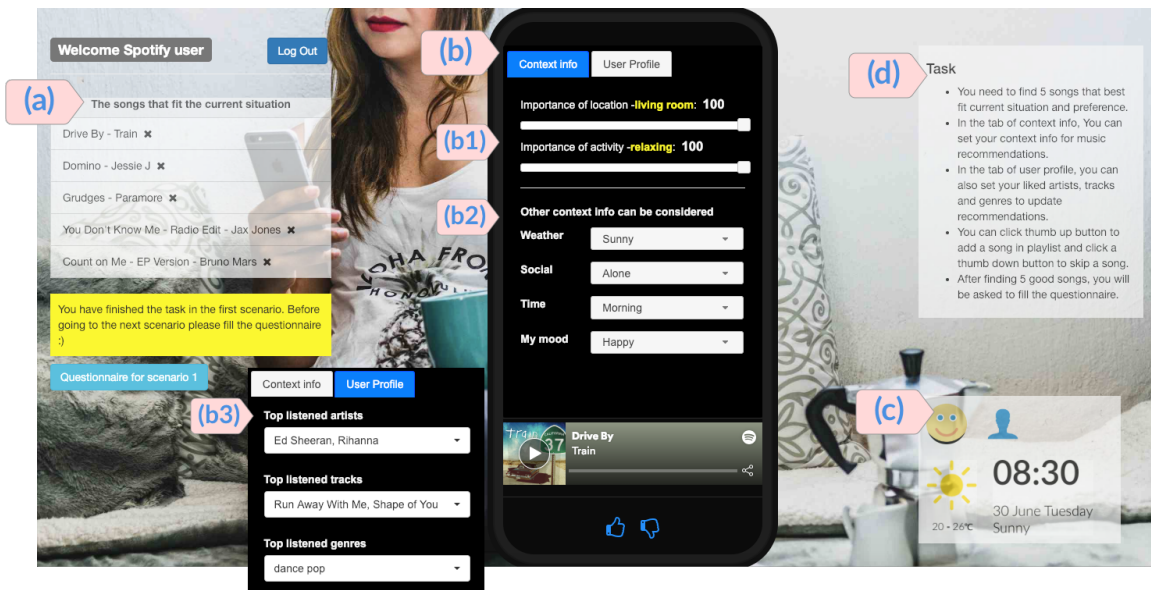 Welcome Spotify user
Log Out
(a)
The songs that fit the current situation
Drive By - Train ✖
Domino - Jessie J ✖
Grudges - Paramore ✖
You Don't Know Me - Radio Edit - Jax Jones ✖
Count on Me - EP Version - Bruno Mars ✖
You have finished the task in the first scenario. Before
going to the next scenario please fill the questionnaire
:)
Questionnaire for scenario 1
(b3)
Context info
User Profile
Top listened artists
Ed Sheeran, Rihanna
Top listened tracks
Run Away With Me, Shape of You
Top listened genres
dance pop
ALOHA FROM
HONOLULU
(b)
Context info
User Profile
(b1)
Importance of location -living room: 100
Importance of activity -relaxing: 100
(b2)
Other context info can be considered
Weather
Sunny
Social
Alone
Time
Morning
My mood
Happy
Train
37
Drive By
Train
(d)
Task
• You need to find 5 songs that best
fit current situation and preference.
• In the tab of context info, You can
set your context info for music
recommendations.
• In the tab of user profile, you can
also set your liked artists, tracks
and genres to update
recommendations.
• You can click thumb up button to
add a song in playlist and click a
thumb down button to skip a song.
• After finding 5 good songs, you will
be asked to fill the questionnaire.
(c)
08:30
30 June Tuesday
20 - 26℃ Sunny